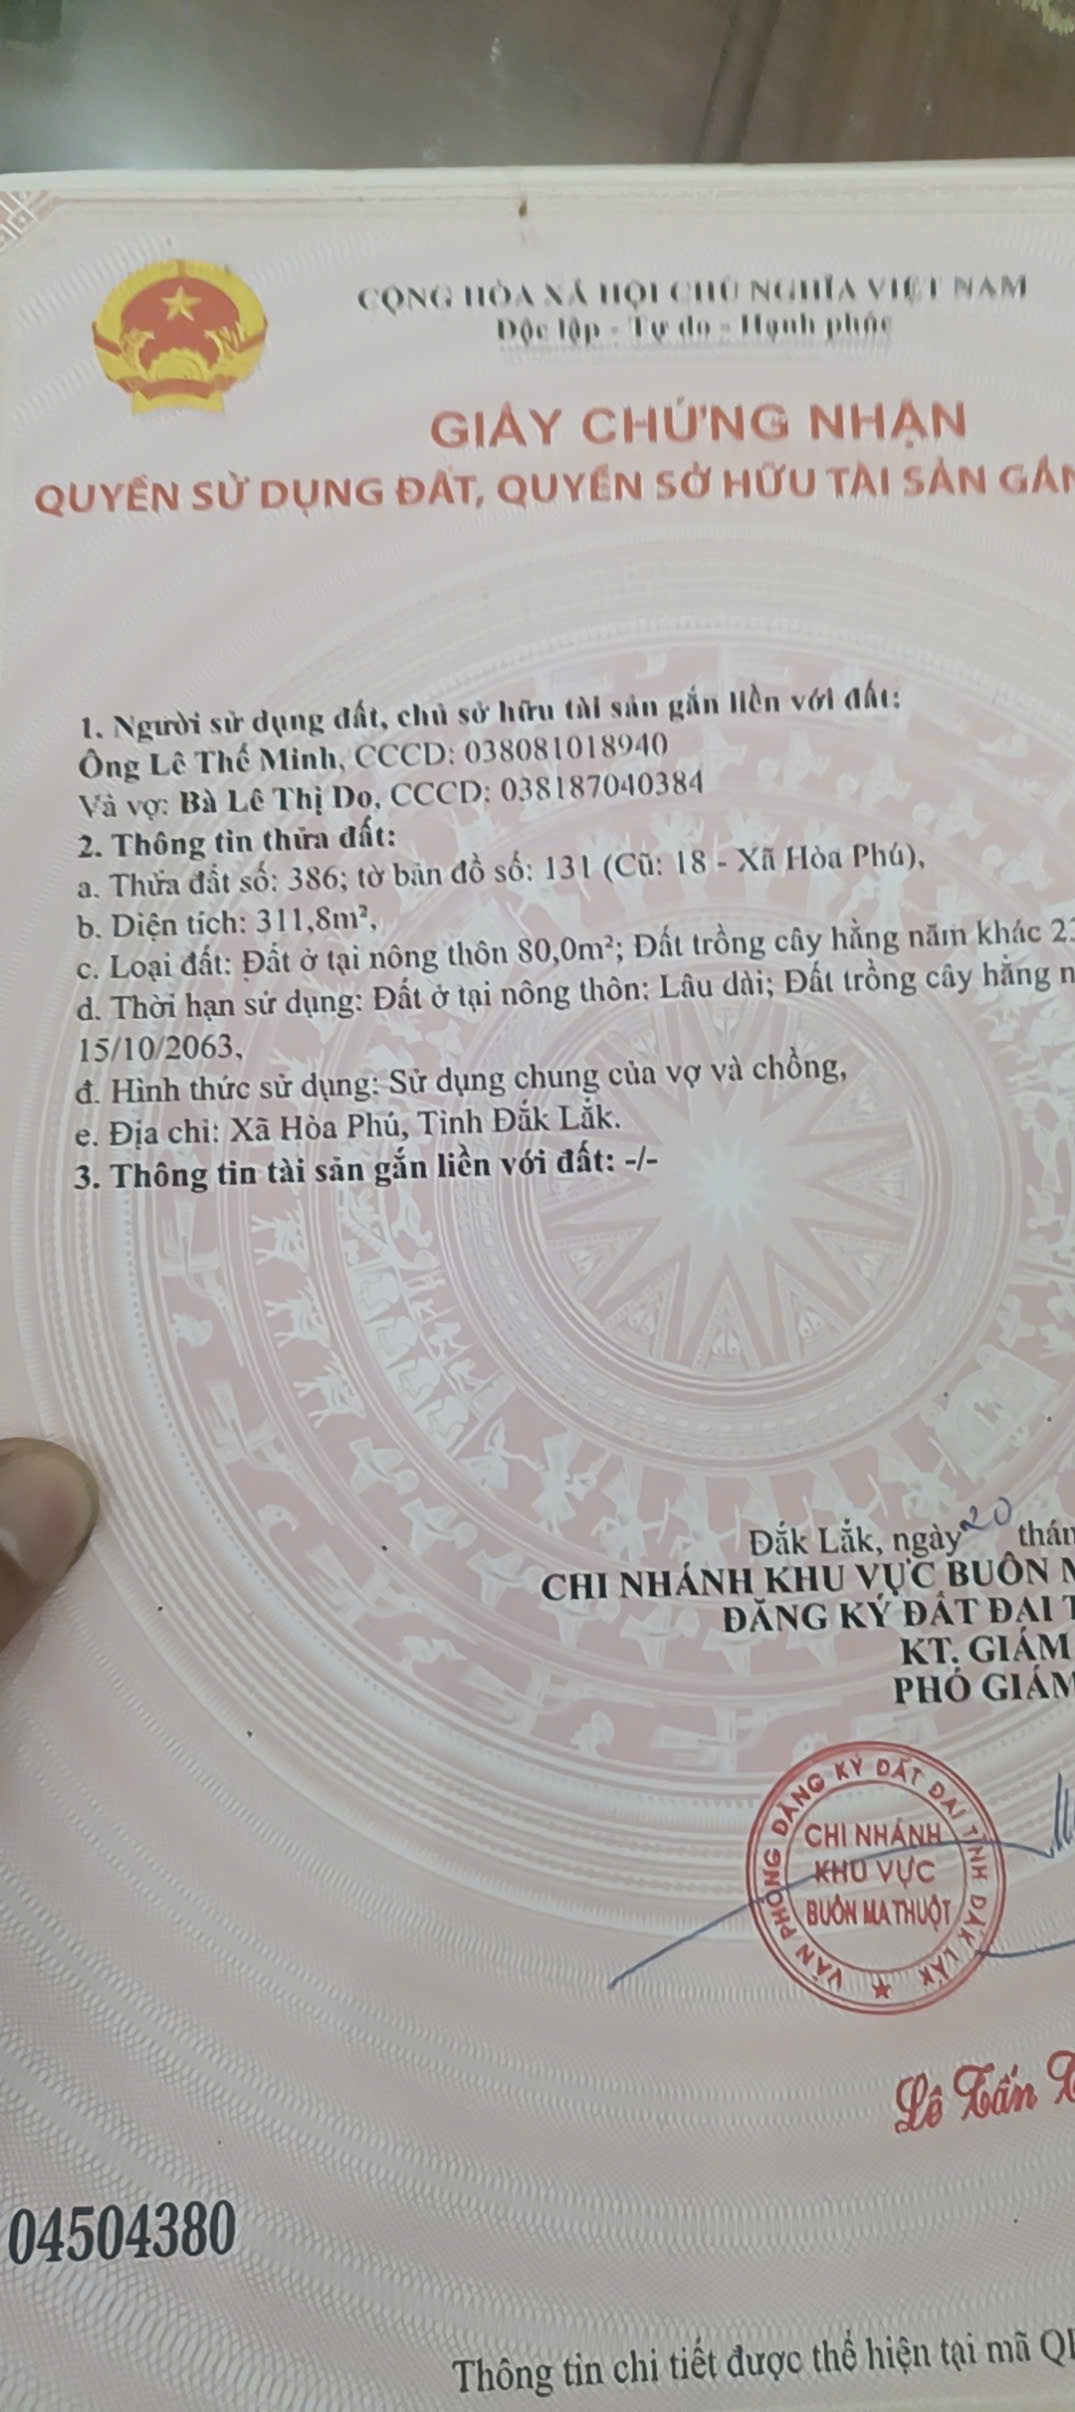 CỘNG HÒA XÃ HỘI CHỦ NGHĨA VIỆT NAM
Độc lập - Tự do - Hạnh phúc
GIẤY CHỨNG NHẬN
QUYỀN SỬ DỤNG ĐẤT, QUYỀN SỞ HỮU TÀI SẢN GẮN
1. Người sử dụng đất, chủ sở hữu tài sản gắn liền với đất:
Ông Lê Thế Minh, CCCD: 038081018940
Và vợ: Bà Lê Thị Do, CCCD: 038187040384
2. Thông tin thửa đất:
a. Thửa đất số: 386; tờ bản đồ số: 131 (Cũ: 18 - Xã Hòa Phú),
b. Diện tích: 311,8m²,
c. Loại đất: Đất ở tại nông thôn 80,0m²; Đất trồng cây hằng năm khác
d. Thời hạn sử dụng: Đất ở tại nông thôn: Lâu dài; Đất trồng cây hằng n
15/10/2063,
đ. Hình thức sử dụng: Sử dụng chung của vợ và chồng,
e. Địa chỉ: Xã Hòa Phú, Tỉnh Đắk Lắk.
3. Thông tin tài sản gắn liền với đất: -/-
Đắk Lắk, ngày 20 thán
CHI NHÁNH KHU VỰC BUÔN M
ĐĂNG KÝ ĐẤT ĐAI T
KT. GIÁM
PHÓ GIÁM
VĂN PHÒNG ĐĂNG KÝ ĐẤT ĐAI TỈNH ĐẮK LẮK
CHI NHÁNH
KHU VỰC
BUÔN MA THUỘT
Lê Tấn
04504380
Thông tin chi tiết được thể hiện tại mã QR